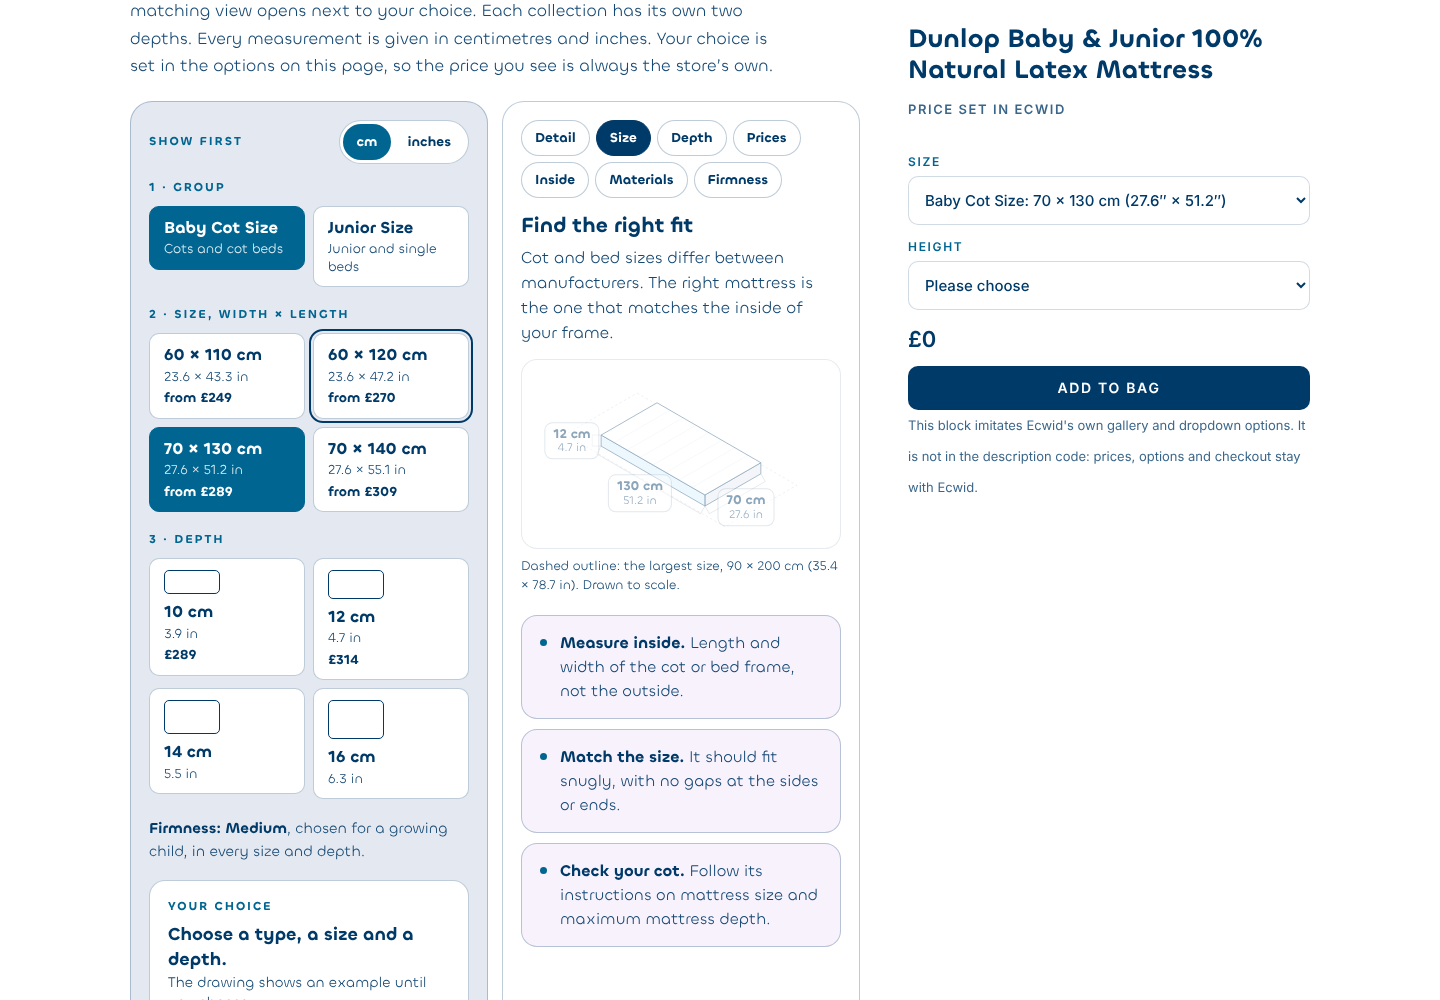 matching view opens next to your choice. Each collection has its own two
depths. Every measurement is given in centimetres and inches. Your choice is
set in the options on this page, so the price you see is always the store's own.
SHOW FIRST
cm
inches
1 · GROUP
Baby Cot Size
Cots and cot beds
Junior Size
Junior and single
beds
2 · SIZE, WIDTH × LENGTH
60 × 110 cm
23.6 × 43.3 in
from £249
60 × 120 cm
23.6 × 47.2 in
from £270
70 × 130 cm
27.6 × 51.2 in
from £289
70 × 140 cm
27.6 × 55.1 in
from £309
3 · DEPTH
10 cm
3.9 in
£289
12 cm
4.7 in
£314
14 cm
5.5 in
16 cm
6.3 in
Firmness: Medium, chosen for a growing
child, in every size and depth.
YOUR CHOICE
Choose a type, a size and a
depth.
The drawing shows an example until
Detail
Size
Depth
Prices
Inside
Materials
Firmness
Find the right fit
Cot and bed sizes differ between
manufacturers. The right mattress is
the one that matches the inside of
your frame.
12 cm
4.7 in
130 cm
51.2 in
70 cm
27.6 in
Dashed outline: the largest size, 90 × 200 cm (35.4
× 78.7 in). Drawn to scale.
Measure inside. Length and
width of the cot or bed frame,
not the outside.
Match the size. It should fit
snugly, with no gaps at the sides
or ends.
Check your cot. Follow its
instructions on mattress size and
maximum mattress depth.
Dunlop Baby & Junior 100%
Natural Latex Mattress
PRICE SET IN ECWID
SIZE
Baby Cot Size: 70 × 130 cm (27.6″ × 51.2″)
HEIGHT
Please choose
£0
ADD TO BAG
This block imitates Ecwid's own gallery and dropdown options. It
is not in the description code: prices, options and checkout stay
with Ecwid.